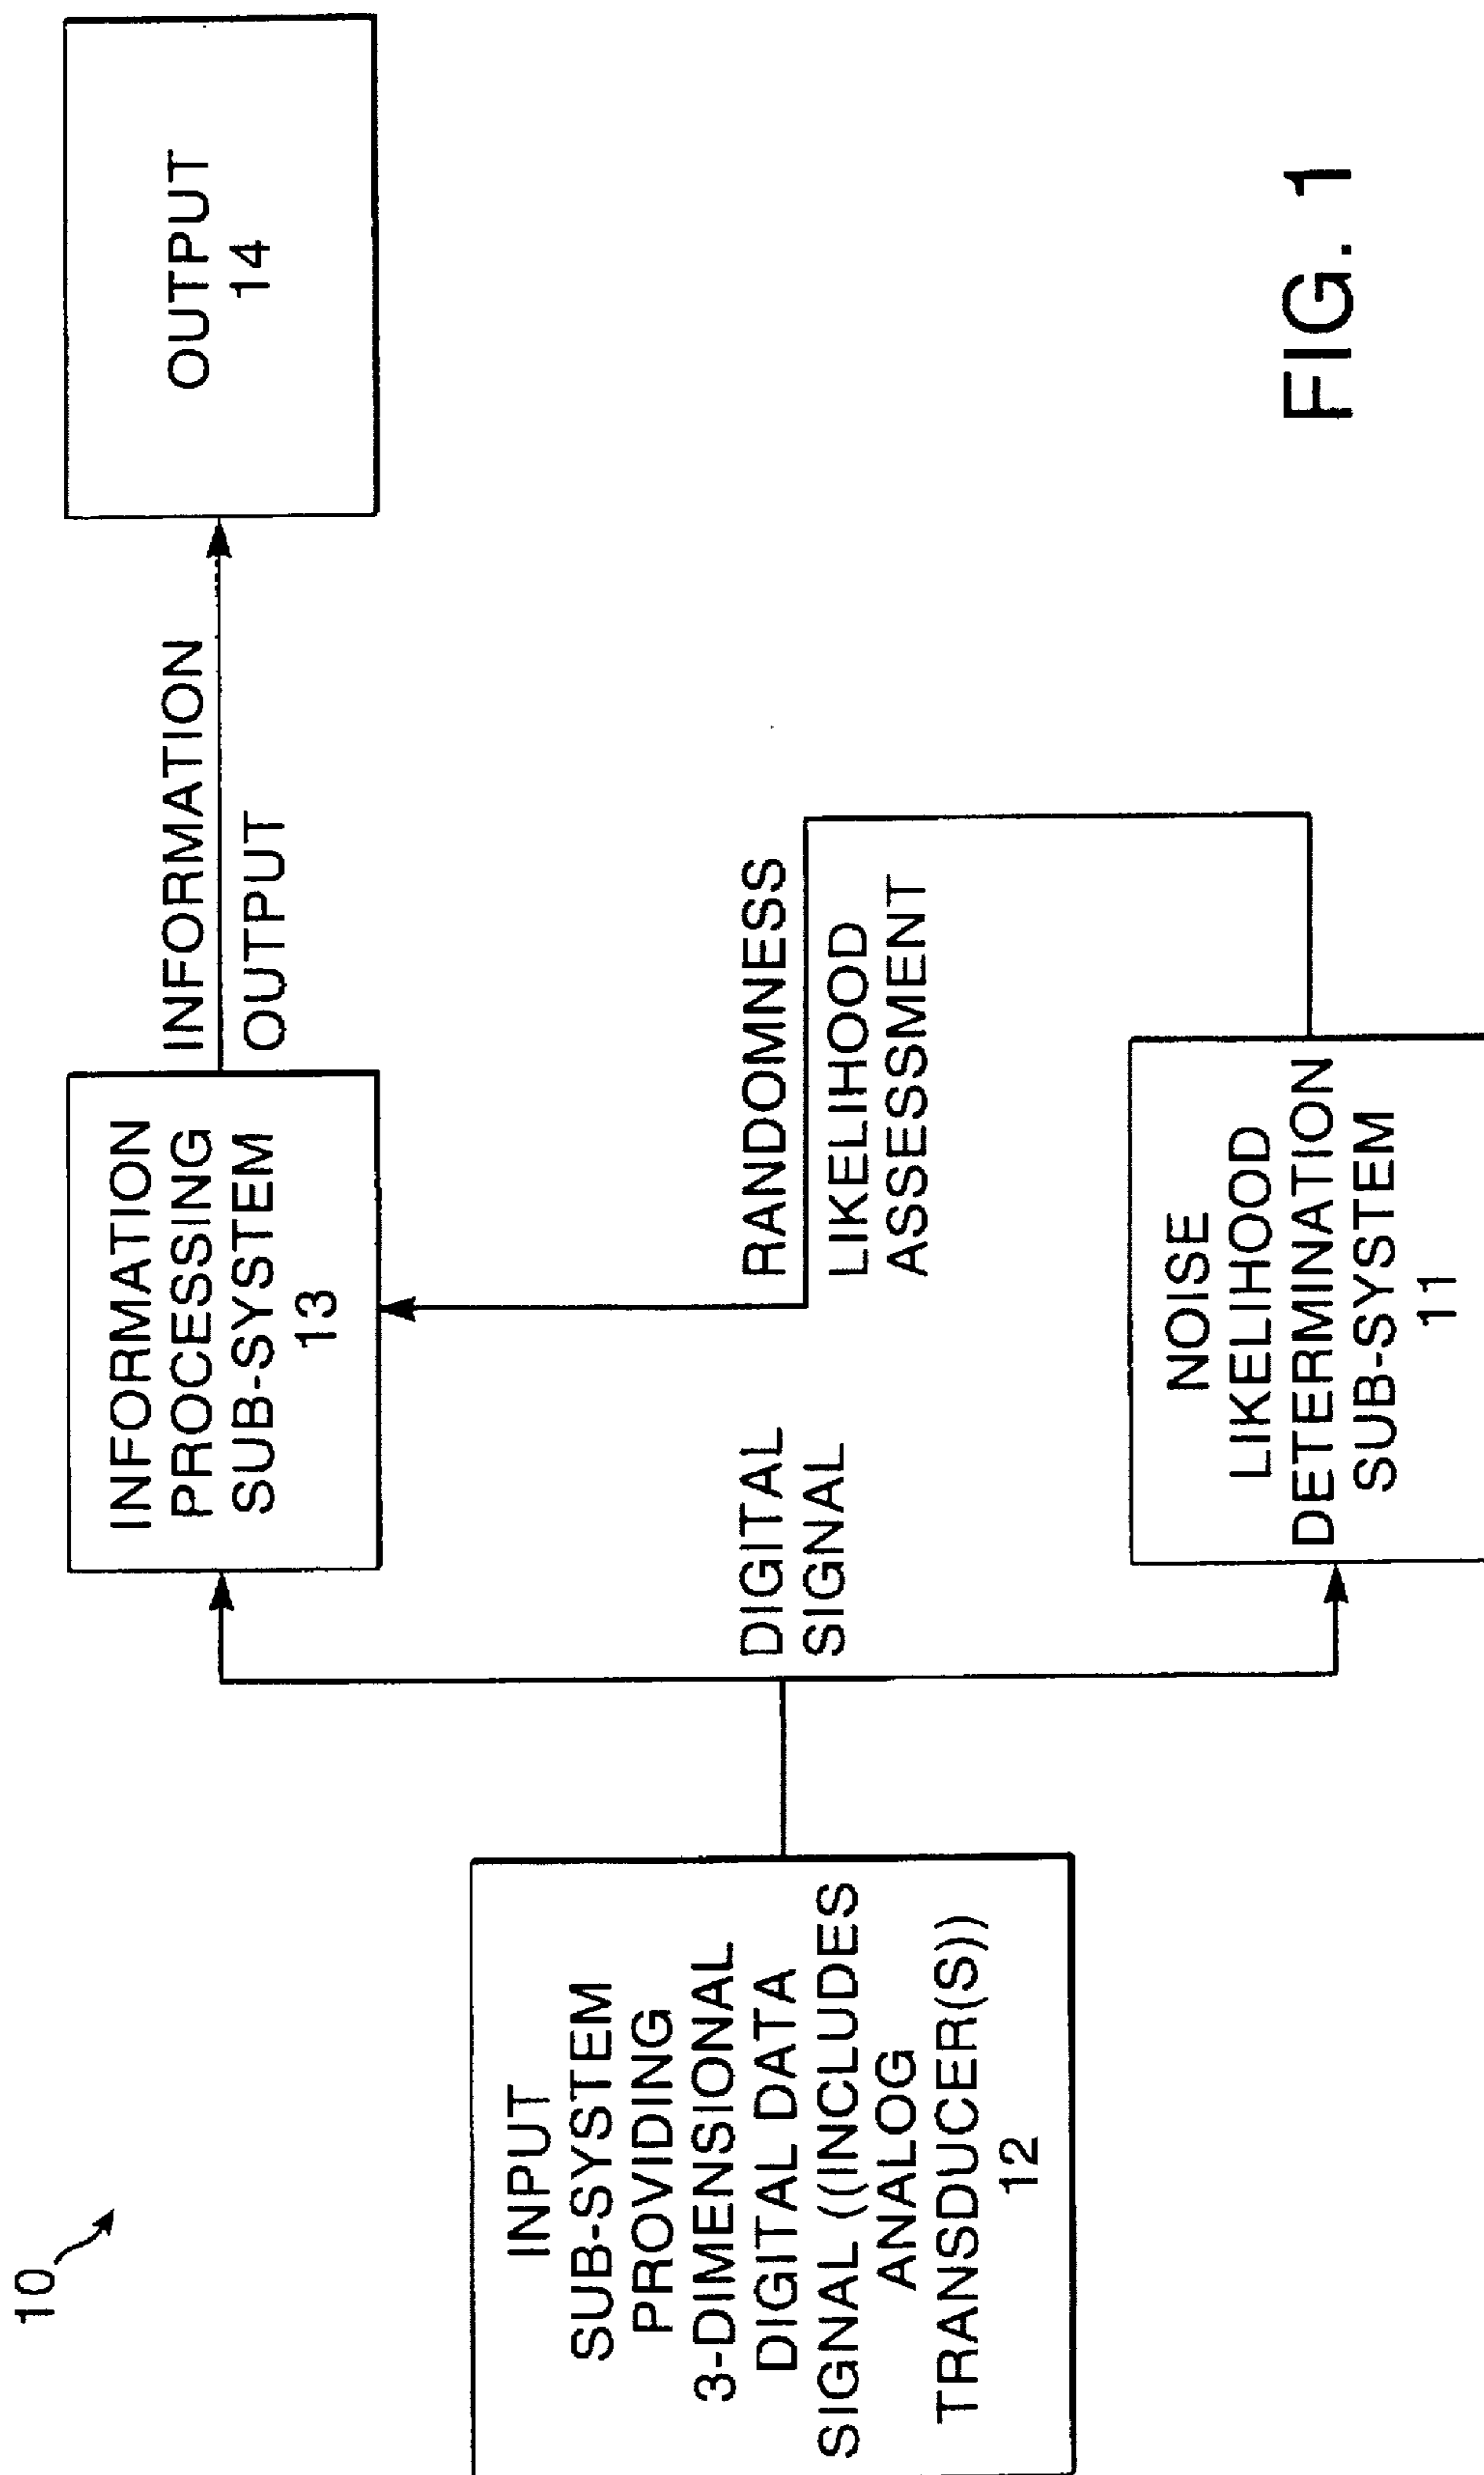 10
INPUT
SUB-SYSTEM
PROVIDING
3-DIMENSIONAL
DIGITAL DATA
SIGNAL ((INCLUDES
ANALOG
TRANSDUCER(S))
12
DIGITAL
SIGNAL
INFORMATION
PROCESSING
SUB-SYSTEM
13
NOISE
LIKELIHOOD
DETERMINATION
SUB-SYSTEM
11
RANDOMNESS
LIKELIHOOD
ASSESSMENT
INFORMATION
OUTPUT
OUTPUT
14
FIG. 1